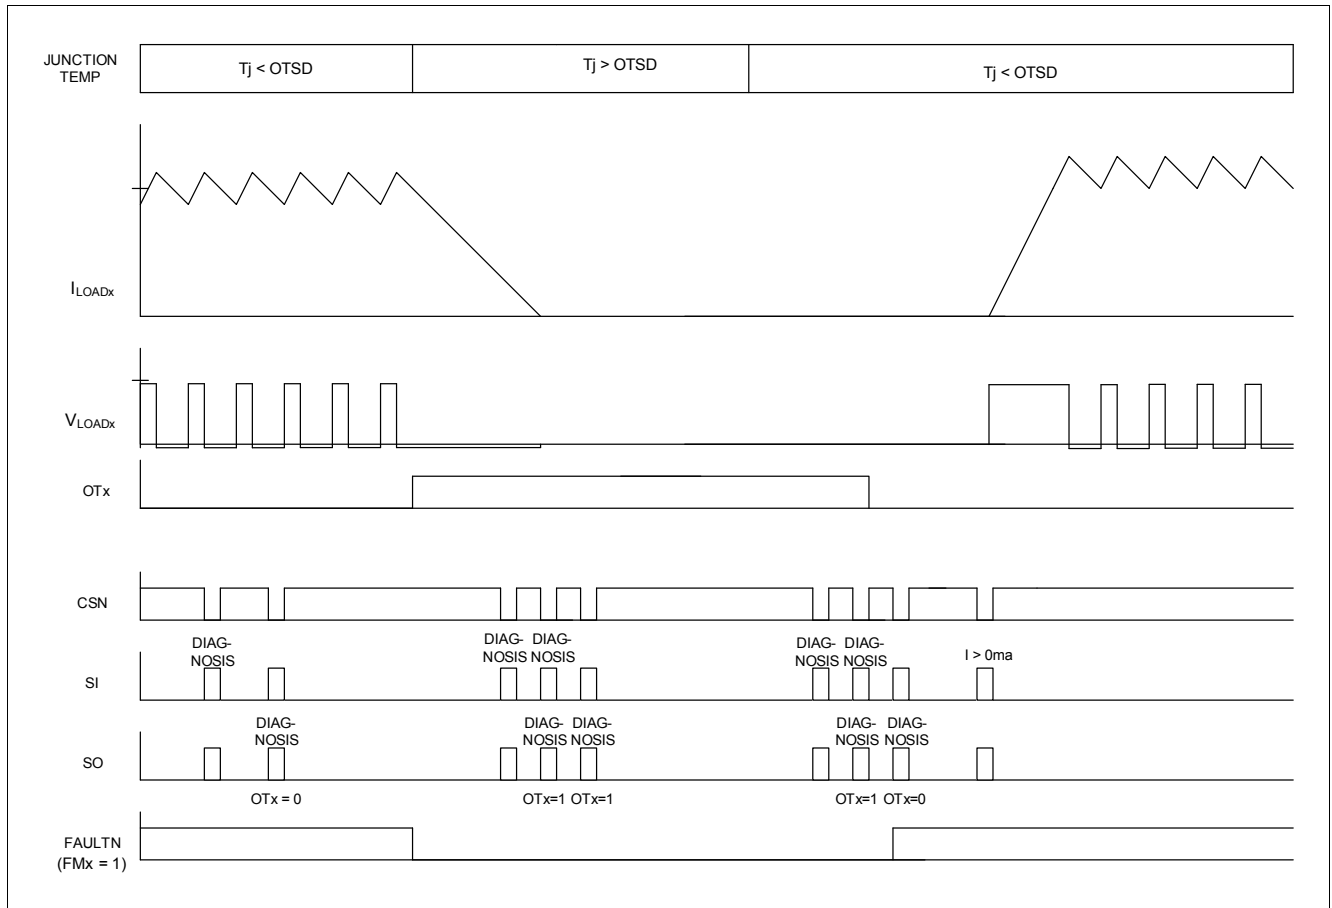 JUNCTION
TEMP
Tj < OTSD
Tj > OTSD
Tj < OTSD
ILOADx
VLOADx
OTx
CSN
DIAG-
NOSIS
DIAG-
NOSIS
DIAG-
NOSIS
DIAG-
NOSIS
DIAG-
NOSIS
I > 0ma
SI
DIAG-
NOSIS
DIAG-
NOSIS
DIAG-
NOSIS
DIAG-
NOSIS
DIAG-
NOSIS
SO
OTx = 0
OTx=1 OTx=1
OTx=1 OTx=0
FAULTN
(FMx = 1)